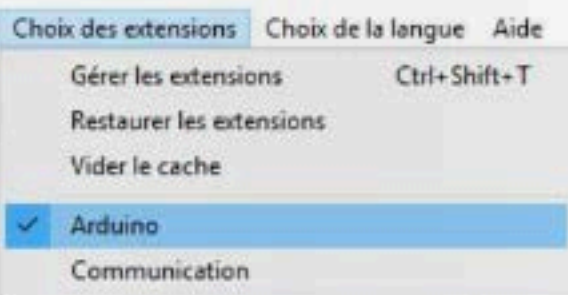 Choix des extensions Choix de la langue Aide
Gérer les extensions Ctrl+Shift+T
Restaurer les extensions
Vider le cache
Arduino
Communication